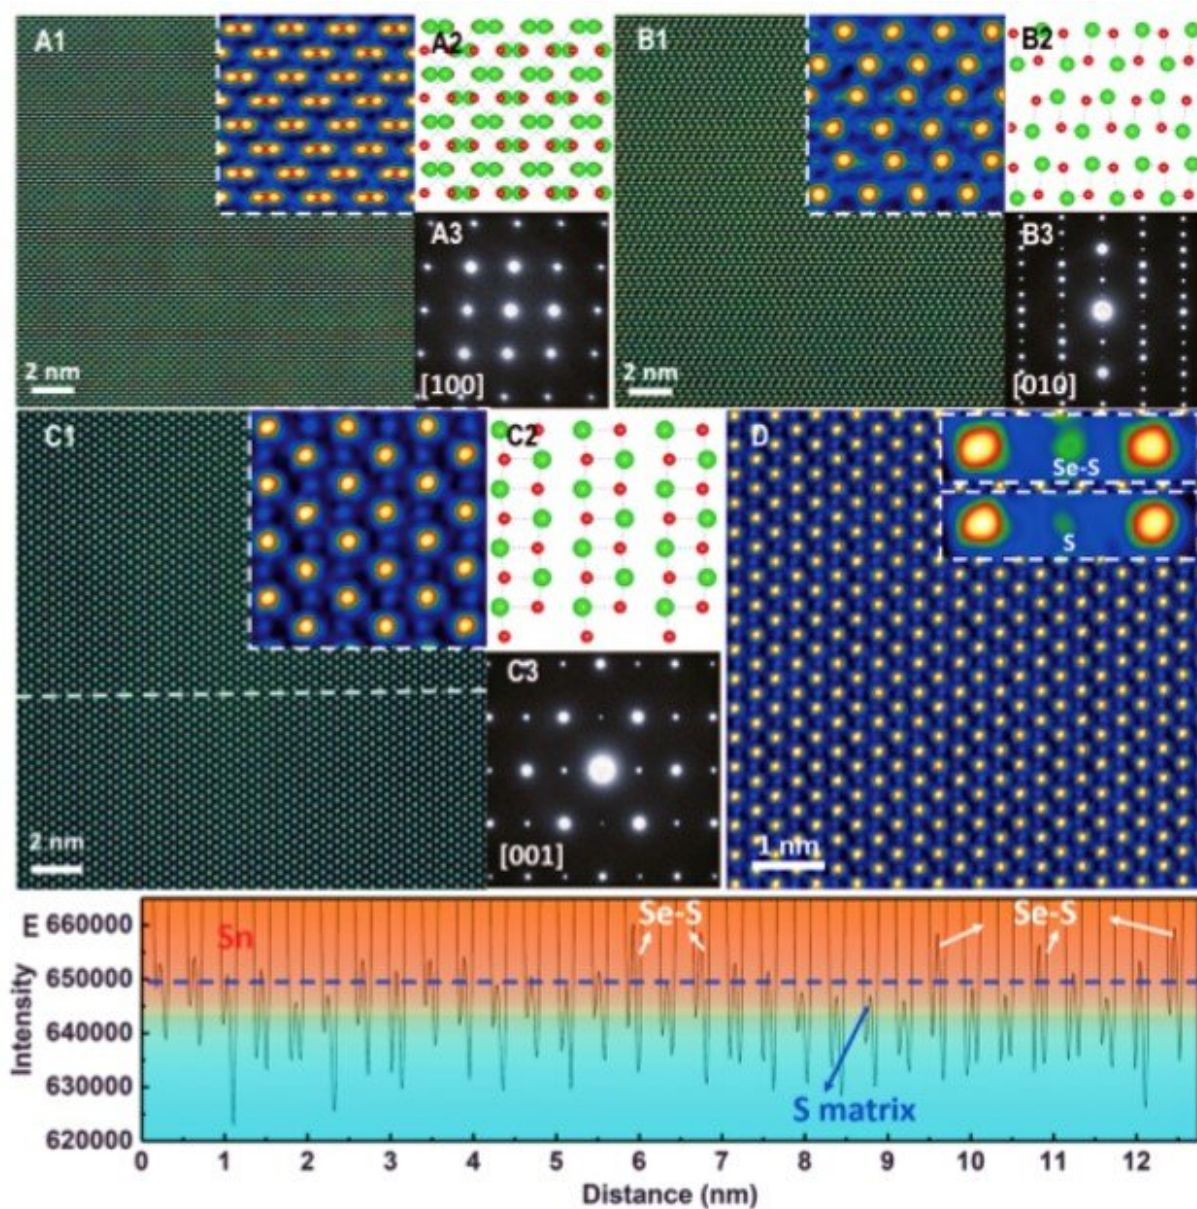 A1
A2
B1
B2
A3
B3
2 nm
[100]
2 nm
[010]
C1
C2
D
Se-S
S
C3
2 nm
[001]
1 nm
E
660000
650000
640000
630000
620000
Intensity
Sn
Se-S
Se-S
S matrix
0 1 2 3 4 5 6 7 8 9 10 11 12
Distance (nm)